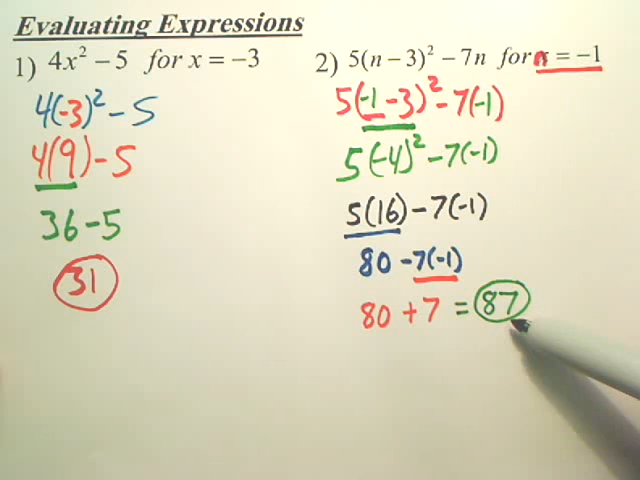 Evaluating Expressions
1) 4x² − 5 for x = −3
4(-3)² - 5
4(9) - 5
36 - 5
31
2) 5(n − 3)² − 7n for n = −1
5(-1 - 3)² - 7(-1)
5(-4)² - 7(-1)
5(16) - 7(-1)
80 - 7(-1)
80 + 7 = 87